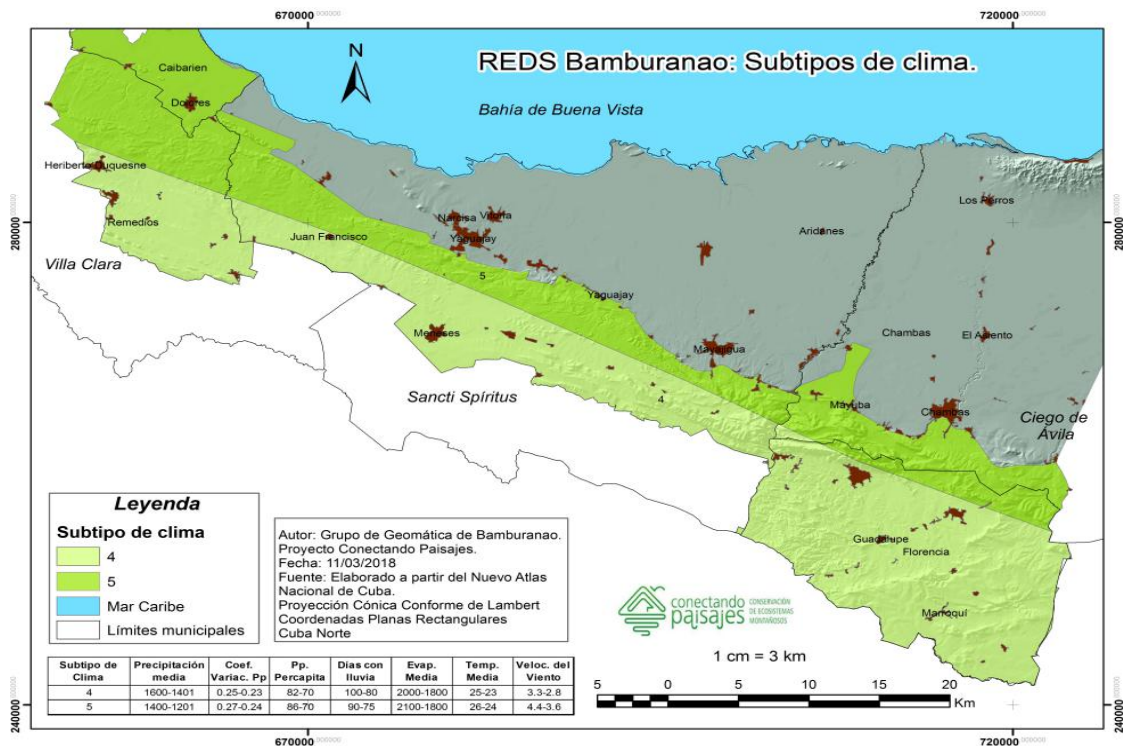 670000 720000
REDS Bamburanao: Subtipos de clima.
N
Bahía de Buena Vista
Caibarien
Dolores
Heriberto Duquesne
Remedios
Villa Clara
Juan Francisco
Narcisa Vitoria
Yaguajay
5
Yaguajay
Aridanes
Los Perros
280000 280000
Meneses
Mayajigua
Chambas
El Asiento
Sancti Spíritus
4
Mayuba
Chambas
Ciego de
Ávila
Guadalupe
Florencia
Marroquí
Leyenda
Subtipo de clima
4
5
Mar Caribe
Límites municipales
Autor: Grupo de Geomática de Bamburanao.
Proyecto Conectando Paisajes.
Fecha: 11/03/2018
Fuente: Elaborado a partir del Nuevo Atlas
Nacional de Cuba.
Proyección Cónica Conforme de Lambert
Coordenadas Planas Rectangulares
Cuba Norte
conectando
paisajes
CONSERVACIÓN
DE ECOSISTEMAS
MONTAÑOSOS
1 cm = 3 km
5 0 5 10 15 20
Km
Subtipo de Clima Precipitación media Coef. Variac. Pp Pp. Percapita Dias con lluvia Evap. Media Temp. Media Veloc. del Viento
4 1600-1401 0.25-0.23 82-70 100-80 2000-1800 25-23 3.3-2.8
5 1400-1201 0.27-0.24 86-70 90-75 2100-1800 26-24 4.4-3.6
240000 240000
670000 720000